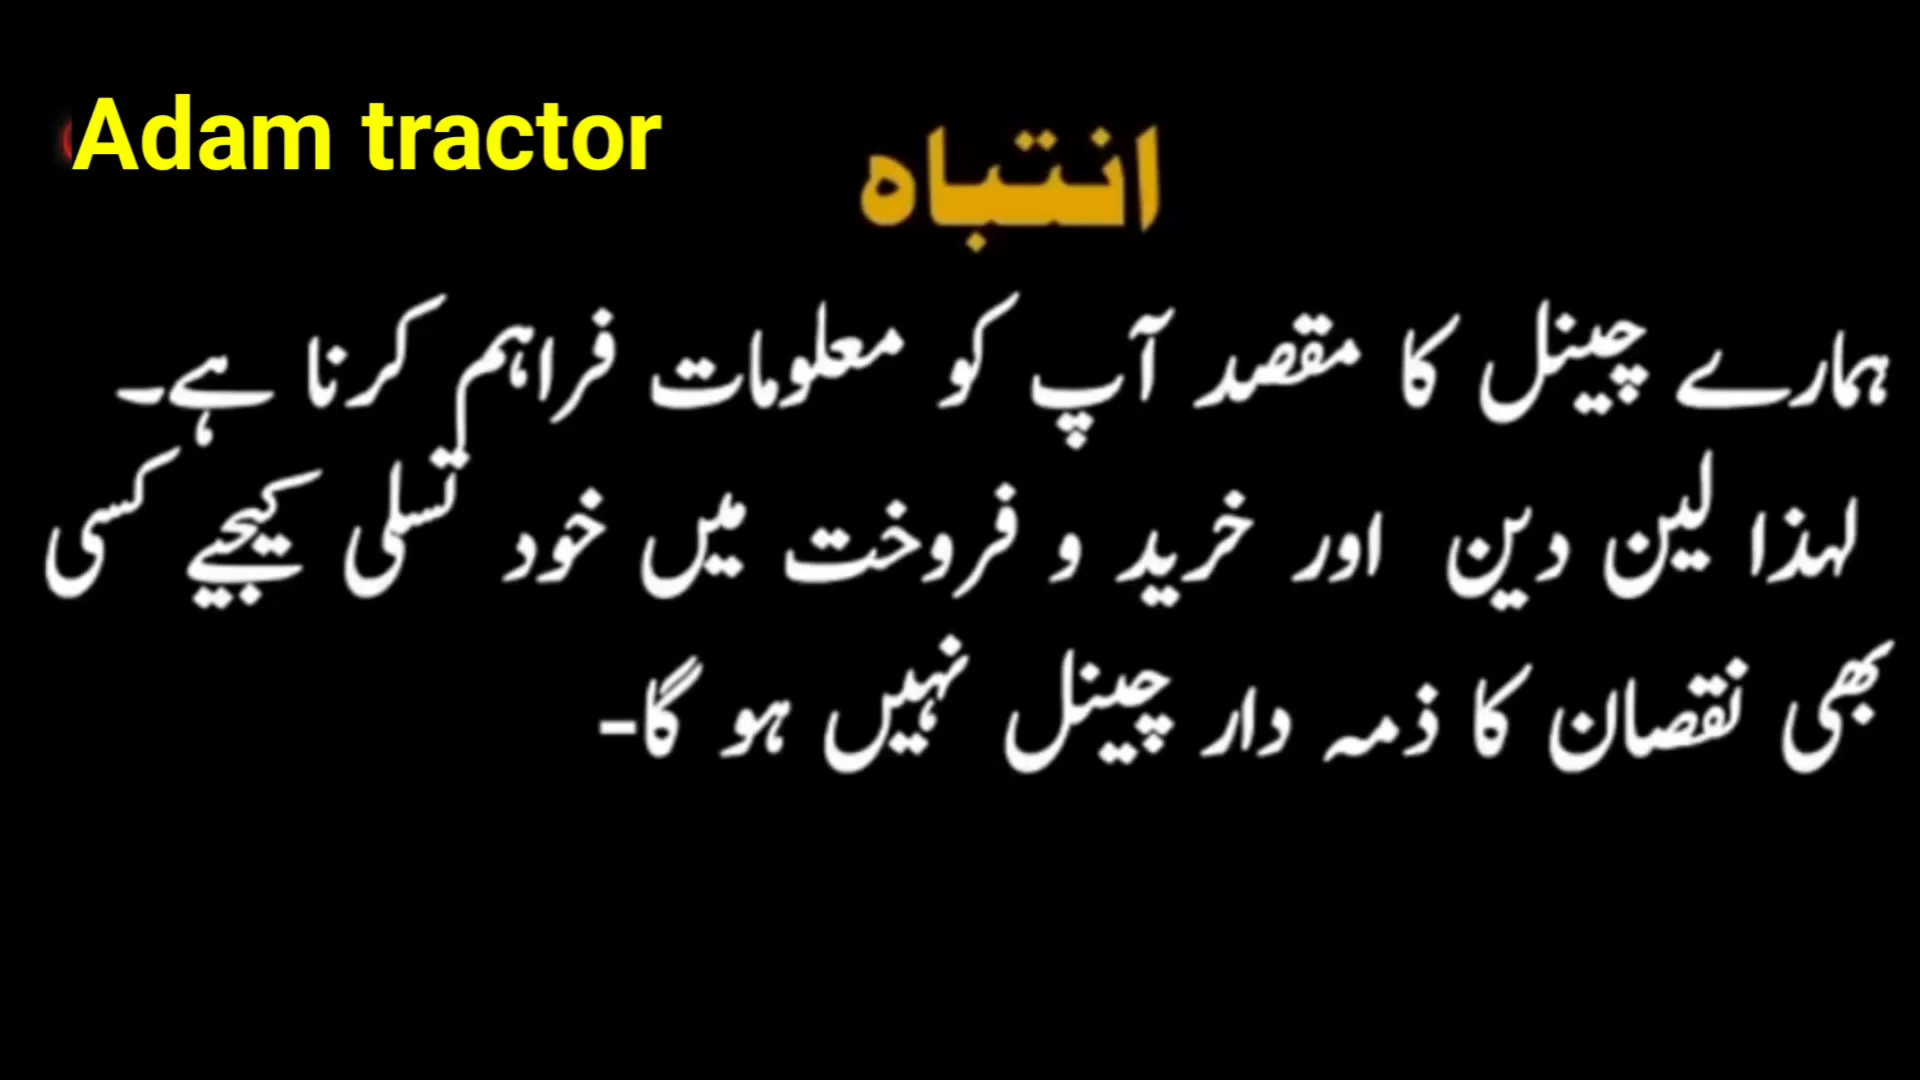 Adam tractor
انتباہ
ہمارے چینل کا مقصد آپ کو معلومات فراہم کرنا ہے۔
لہذا لین دین اور خرید و فروخت میں خود تسلی کیجیے کسی
بھی نقصان کا ذمہ دار چینل نہیں ہو گا-